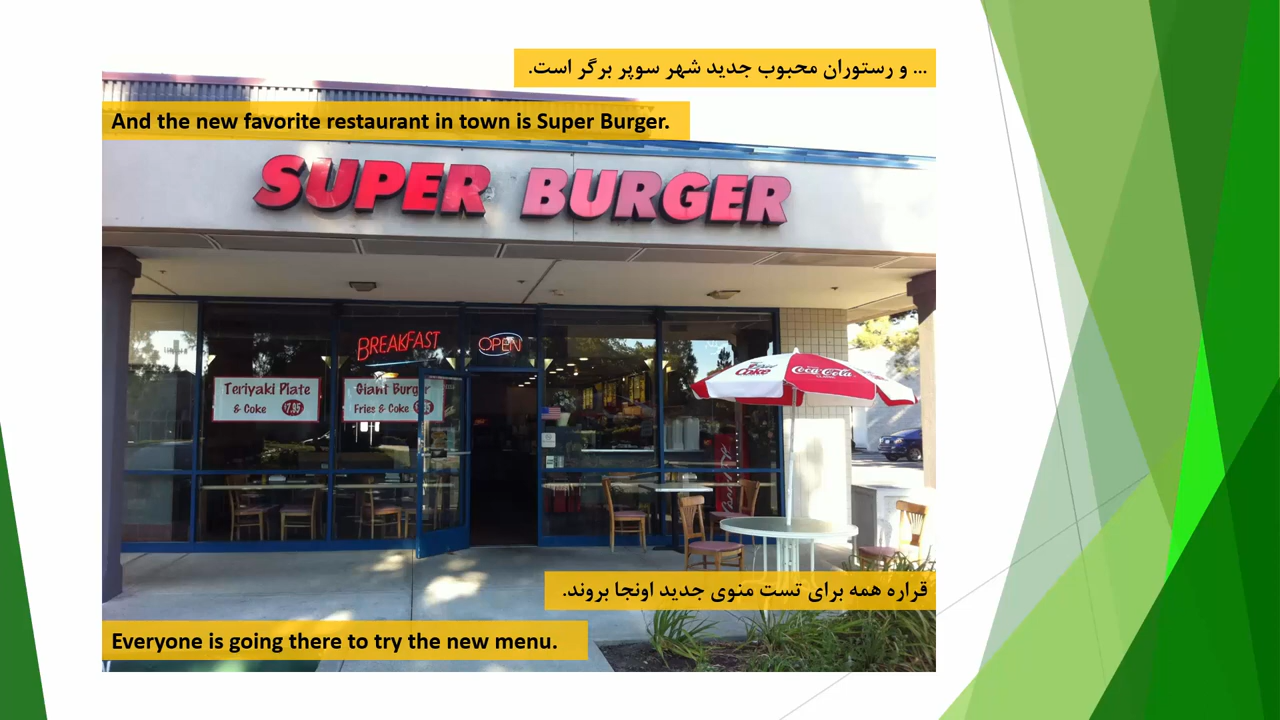 ... و رستوران محبوب جدید شهر سوپر برگر است.
And the new favorite restaurant in town is Super Burger.
SUPER BURGER
BREAKFAST
OPEN
Teriyaki Plate
& Coke $7.95
Giant Burger
Fries & Coke
Coke
Coca-Cola
قراره همه برای تست منوی جدید اونجا بروند.
Everyone is going there to try the new menu.